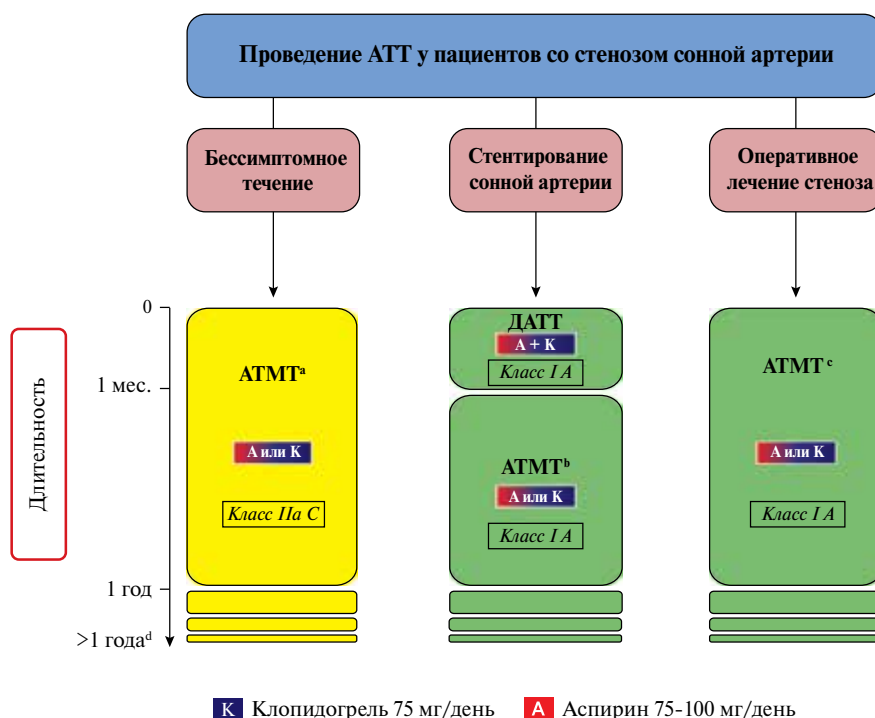 Проведение АТТ у пациентов со стенозом сонной артерии
Бессимптомное
течение
Стентирование
сонной артерии
Оперативное
лечение стеноза
Длительность
0
1 мес.
1 год
>1 годаᵈ
АТМТᵃ
А или К
Класс IIa C
ДАТТ
А + К
Класс I A
АТМТᵇ
А или К
Класс I A
АТМТ ᶜ
А или К
Класс I A
К Клопидогрель 75 мг/день А Аспирин 75-100 мг/день